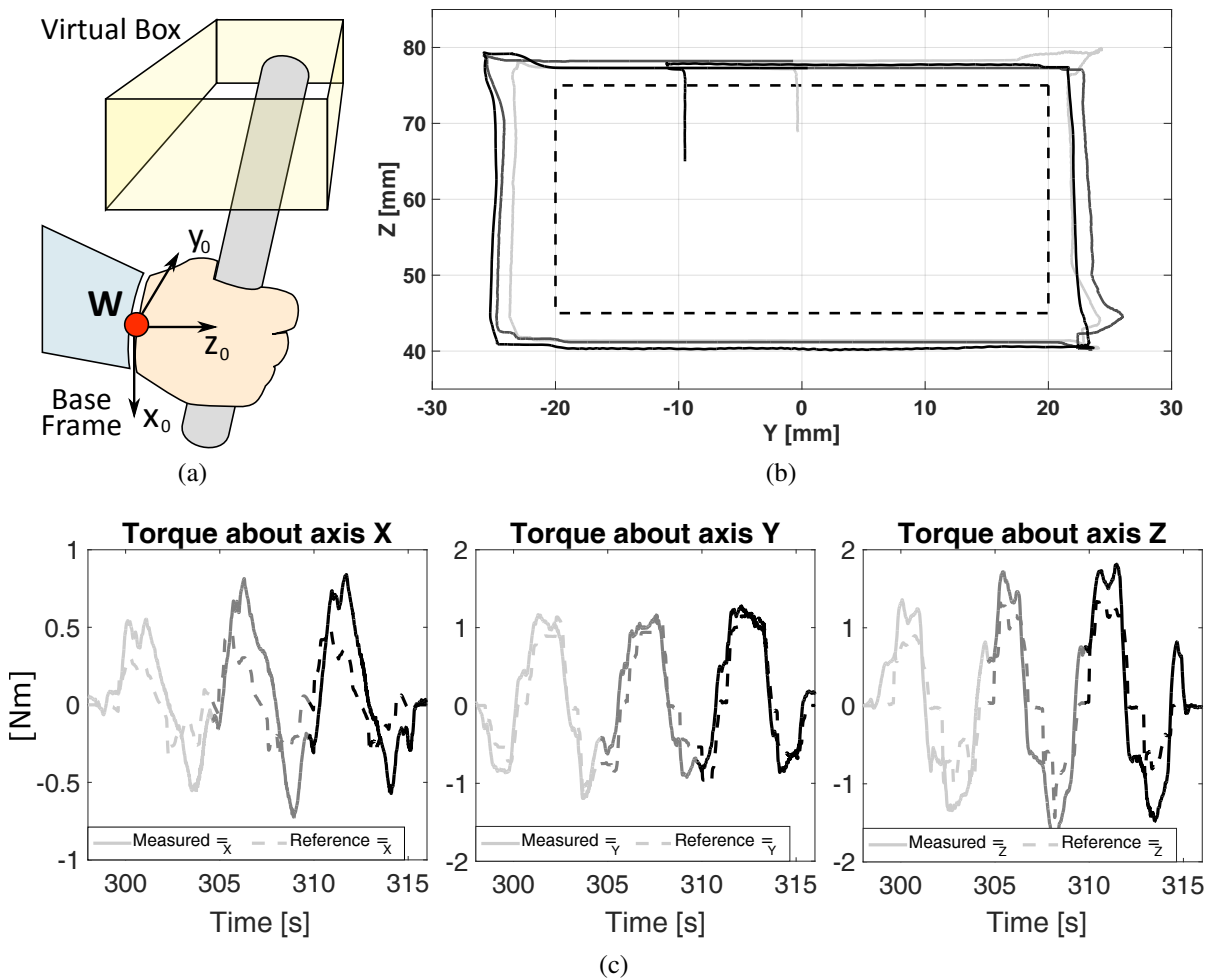 Virtual Box
y0
W
z0
Base
Frame
x0
(a)
80
70
60
50
40
Z [mm]
-30 -20 -10 0 10 20 30
Y [mm]
(b)
Torque about axis X
1
0.5
0
-0.5
-1
[Nm]
Measured =X Reference =X
300 305 310 315
Time [s]
Torque about axis Y
2
1
0
-1
-2
Measured =Y Reference =Y
300 305 310 315
Time [s]
Torque about axis Z
2
1
0
-1
-2
Measured =Z Reference =Z
300 305 310 315
Time [s]
(c)